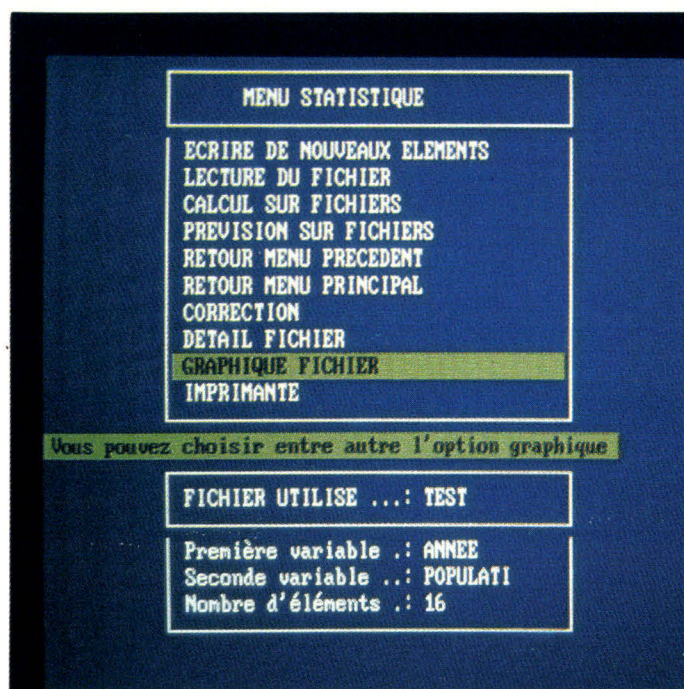 MENU STATISTIQUE
ECRIRE DE NOUVEAUX ELEMENTS
LECTURE DU FICHIER
CALCUL SUR FICHIERS
PREVISION SUR FICHIERS
RETOUR MENU PRECEDENT
RETOUR MENU PRINCIPAL
CORRECTION
DETAIL FICHIER
GRAPHIQUE FICHIER
IMPRIMANTE
Vous pouvez choisir entre autre l'option graphique
FICHIER UTILISE ...: TEST
Première variable .: ANNEE
Seconde variable ..: POPULATI
Nombre d'éléments .: 16